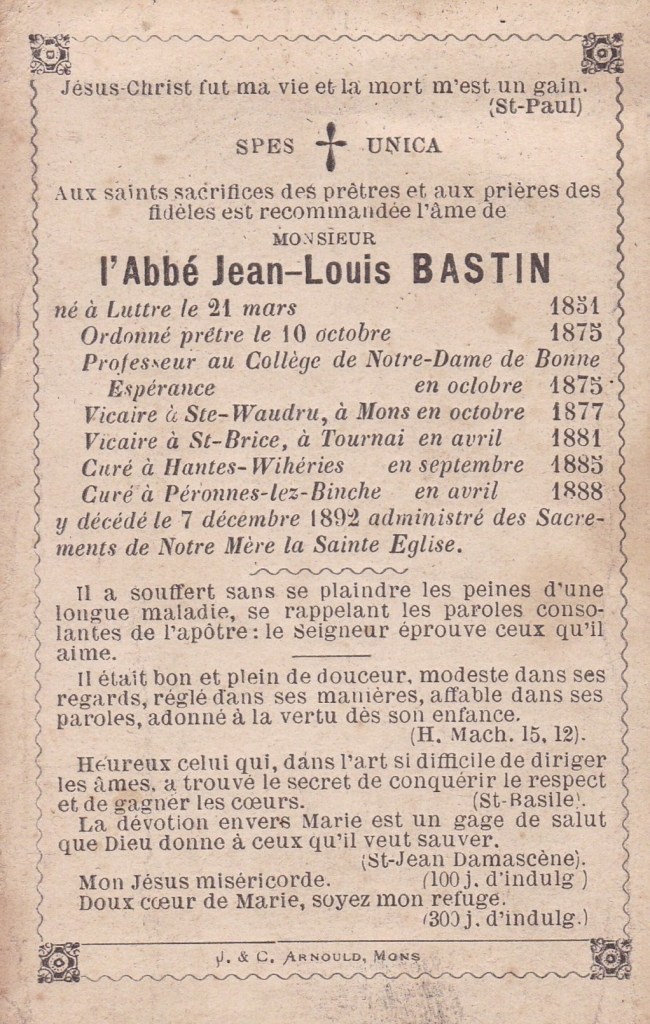 Jésus-Christ fut ma vie et la mort m'est un gain.
(St-Paul)
SPES UNICA
Aux saints sacrifices des prêtres et aux prières des
fidèles est recommandée l'âme de
MONSIEUR
l'Abbé Jean-Louis BASTIN
né à Luttre le 21 mars 1851
Ordonné prêtre le 10 octobre 1875
Professeur au Collège de Notre-Dame de Bonne
Espérance en octobre 1875
Vicaire à Ste-Waudru, à Mons en octobre 1877
Vicaire à St-Brice, à Tournai en avril 1881
Curé à Hantes-Wihéries en septembre 1885
Curé à Péronnes-lez-Binche en avril 1888
y décédé le 7 décembre 1892 administré des Sacre-
ments de Notre Mère la Sainte Eglise.
Il a souffert sans se plaindre les peines d'une
longue maladie, se rappelant les paroles conso-
lantes de l'apôtre : le Seigneur éprouve ceux qu'il
aime.
Il était bon et plein de douceur, modeste dans ses
regards, réglé dans ses manières, affable dans ses
paroles, adonné à la vertu dès son enfance.
(H. Mach. 15, 12).
Heureux celui qui, dans l'art si difficile de diriger
les âmes, a trouvé le secret de conquérir le respect
et de gagner les cœurs. (St-Basile).
La dévotion envers Marie est un gage de salut
que Dieu donne à ceux qu'il veut sauver.
(St-Jean Damascène).
Mon Jésus miséricorde. (100 j. d'indulg )
Doux cœur de Marie, soyez mon refuge.
(300 j. d'indulg.)
J. & C. ARNOULD, MONS